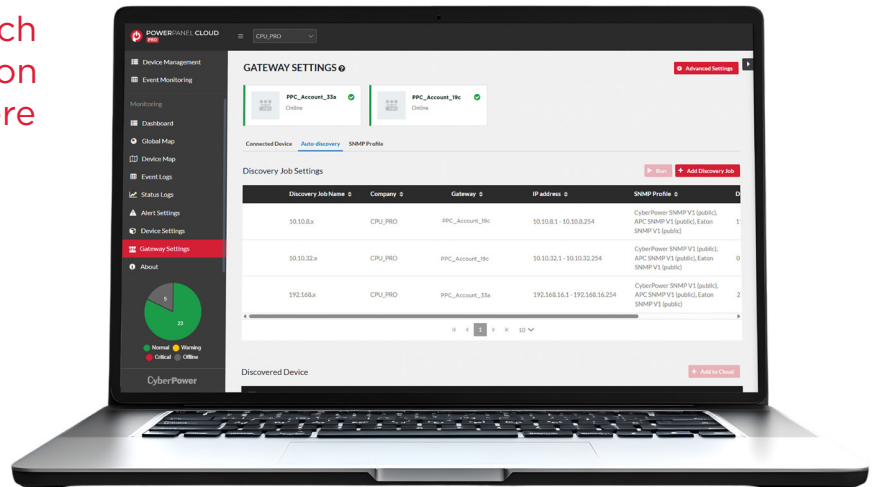 ch
on
re
POWERPANEL CLOUD
PRO
CPU_PRO
Device Management
Event Monitoring
Monitoring
Dashboard
Global Map
Device Map
Event Logs
Status Logs
Alert Settings
Device Settings
Gateway Settings
About
5
23
Normal Warning
Critical Offline
CyberPower
GATEWAY SETTINGS
Advanced Settings
PPC_Account_33a
Online
PPC_Account_19c
Online
Connected Device Auto-discovery SNMP Profile
Discovery Job Settings
Run + Add Discovery Job
Discovery Job Name Company Gateway IP address SNMP Profile D
10.10.8.x CPU_PRO PPC_Account_19c 10.10.8.1 - 10.10.8.254 CyberPower SNMP V1 (public),
APC SNMP V1 (public), Eaton
SNMP V1 (public)
10.10.32.x CPU_PRO PPC_Account_19c 10.10.32.1 - 10.10.32.254 CyberPower SNMP V1 (public),
APC SNMP V1 (public), Eaton
SNMP V1 (public) 0
192.168.x CPU_PRO PPC_Account_33a 192.168.16.1 - 192.168.16.254 CyberPower SNMP V1 (public),
APC SNMP V1 (public), Eaton
SNMP V1 (public) 2
1 10
Discovered Device
+ Add to Cloud